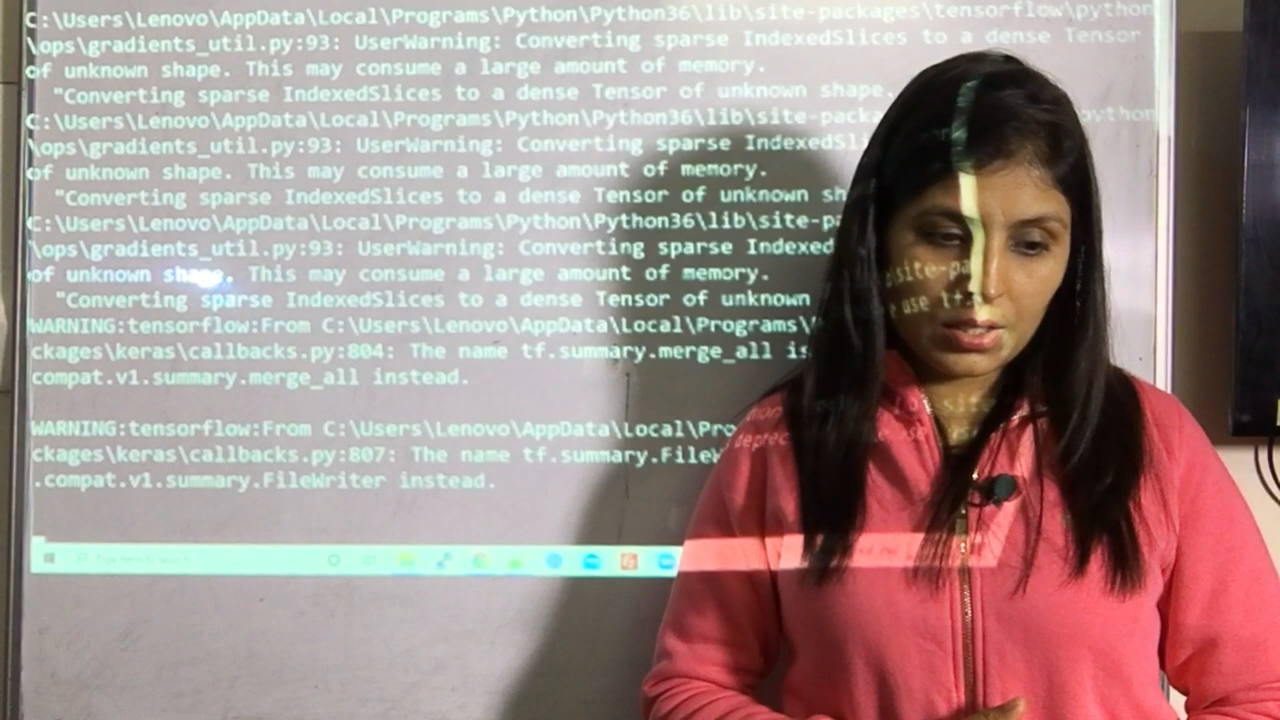 C:\Users\Lenovo\AppData\Local\Programs\Python\Python36\lib\site-packages\tensorflow\python
\ops\gradients_util.py:93: UserWarning: Converting sparse IndexedSlices to a dense Tensor
of unknown shape. This may consume a large amount of memory.
"Converting sparse IndexedSlices to a dense Tensor of unknown shape.
C:\Users\Lenovo\AppData\Local\Programs\Python\Python36\lib\site-packa python
\ops\gradients_util.py:93: UserWarning: Converting sparse IndexedSli
of unknown shape. This may consume a large amount of memory.
"Converting sparse IndexedSlices to a dense Tensor of unknown sh
C:\Users\Lenovo\AppData\Local\Programs\Python\Python36\lib\site-pa
\ops\gradients_util.py:93: UserWarning: Converting sparse Indexed
of unknown shape. This may consume a large amount of memory.
"Converting sparse IndexedSlices to a dense Tensor of unknown
WARNING:tensorflow:From C:\Users\Lenovo\AppData\Local\Programs\ site-pa
ckages\keras\callbacks.py:804: The name tf.summary.merge_all is use tf.
compat.v1.summary.merge_all instead.
WARNING:tensorflow:From C:\Users\Lenovo\AppData\Local\Pro
ckages\keras\callbacks.py:807: The name tf.summary.FileW deprec
.compat.v1.summary.FileWriter instead.